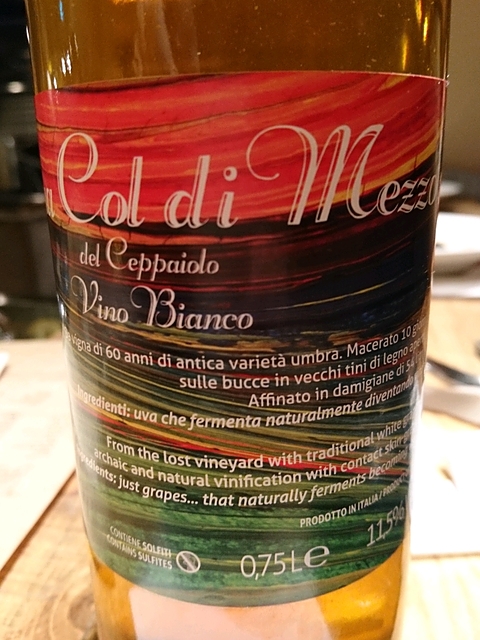 Col di Mezzo
del Ceppaiolo
Vino Bianco
vigna di 60 anni di antica varietà umbra. Macerato 10
sulle bucce in vecchi tini di legno
Affinato in damigiane di
Ingredienti: uva che fermenta naturalmente diventando
From the lost vineyard with traditional white
archaic and natural vinification with contact skin
just grapes... that naturally ferments becoming
PRODOTTO IN ITALIA /
CONTIENE SOLFITI
CONTAINS SULFITES
0,75 L e
11,5%